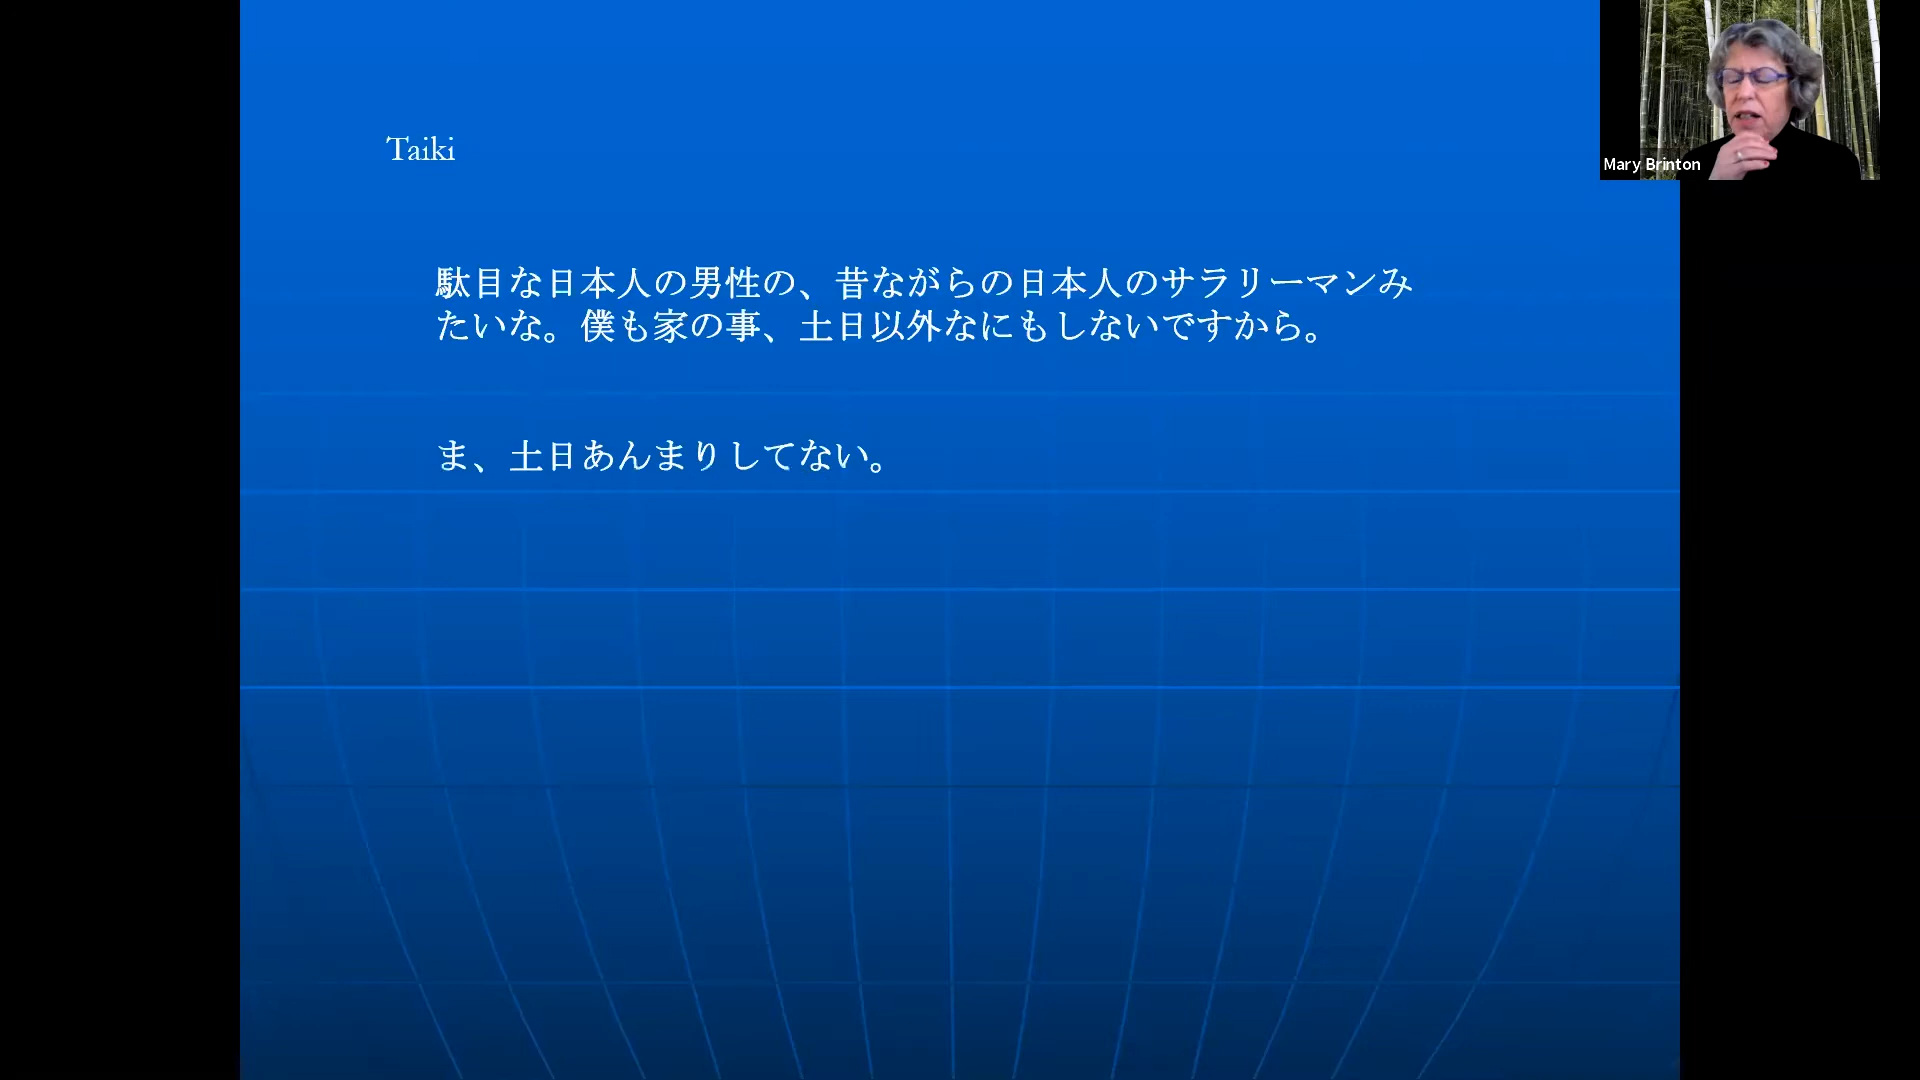 Taiki
駄目な日本人の男性の、昔ながらの日本人のサラリーマンみ
たいな。僕も家の事、土日以外なにもしないですから。
ま、土日あんまりしてない。
Mary Brinton